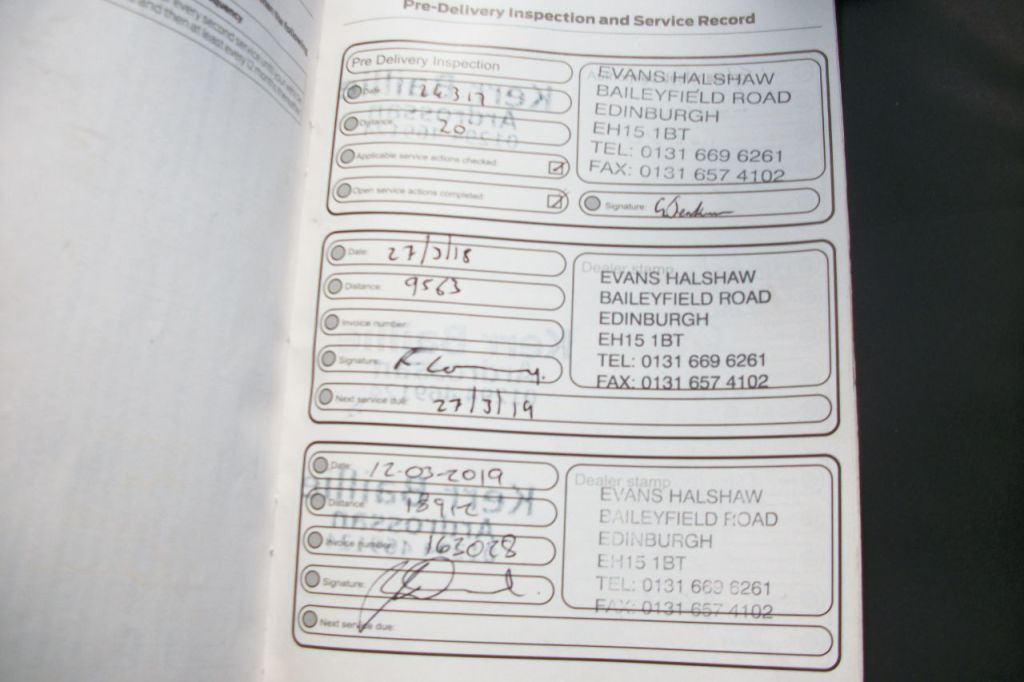 Pre-Delivery Inspection and Service Record
Pre Delivery Inspection
Date:
Distance: 20
Applicable service actions checked
Open service actions completed
EVANS HALSHAW
BAILEYFIELD ROAD
EDINBURGH
EH15 1BT
TEL: 0131 669 6261
FAX: 0131 657 4102
Signature:
Date: 27/3/18
Distance: 9563
Invoice number:
Signature:
Next service due: 27/3/19
Dealer stamp
EVANS HALSHAW
BAILEYFIELD ROAD
EDINBURGH
EH15 1BT
TEL: 0131 669 6261
FAX: 0131 657 4102
Date: 12-03-2019
Distance:
Invoice number: 163028
Signature:
Next service due:
Dealer stamp
EVANS HALSHAW
BAILEYFIELD ROAD
EDINBURGH
EH15 1BT
TEL: 0131 669 6261
FAX: 0131 657 4102